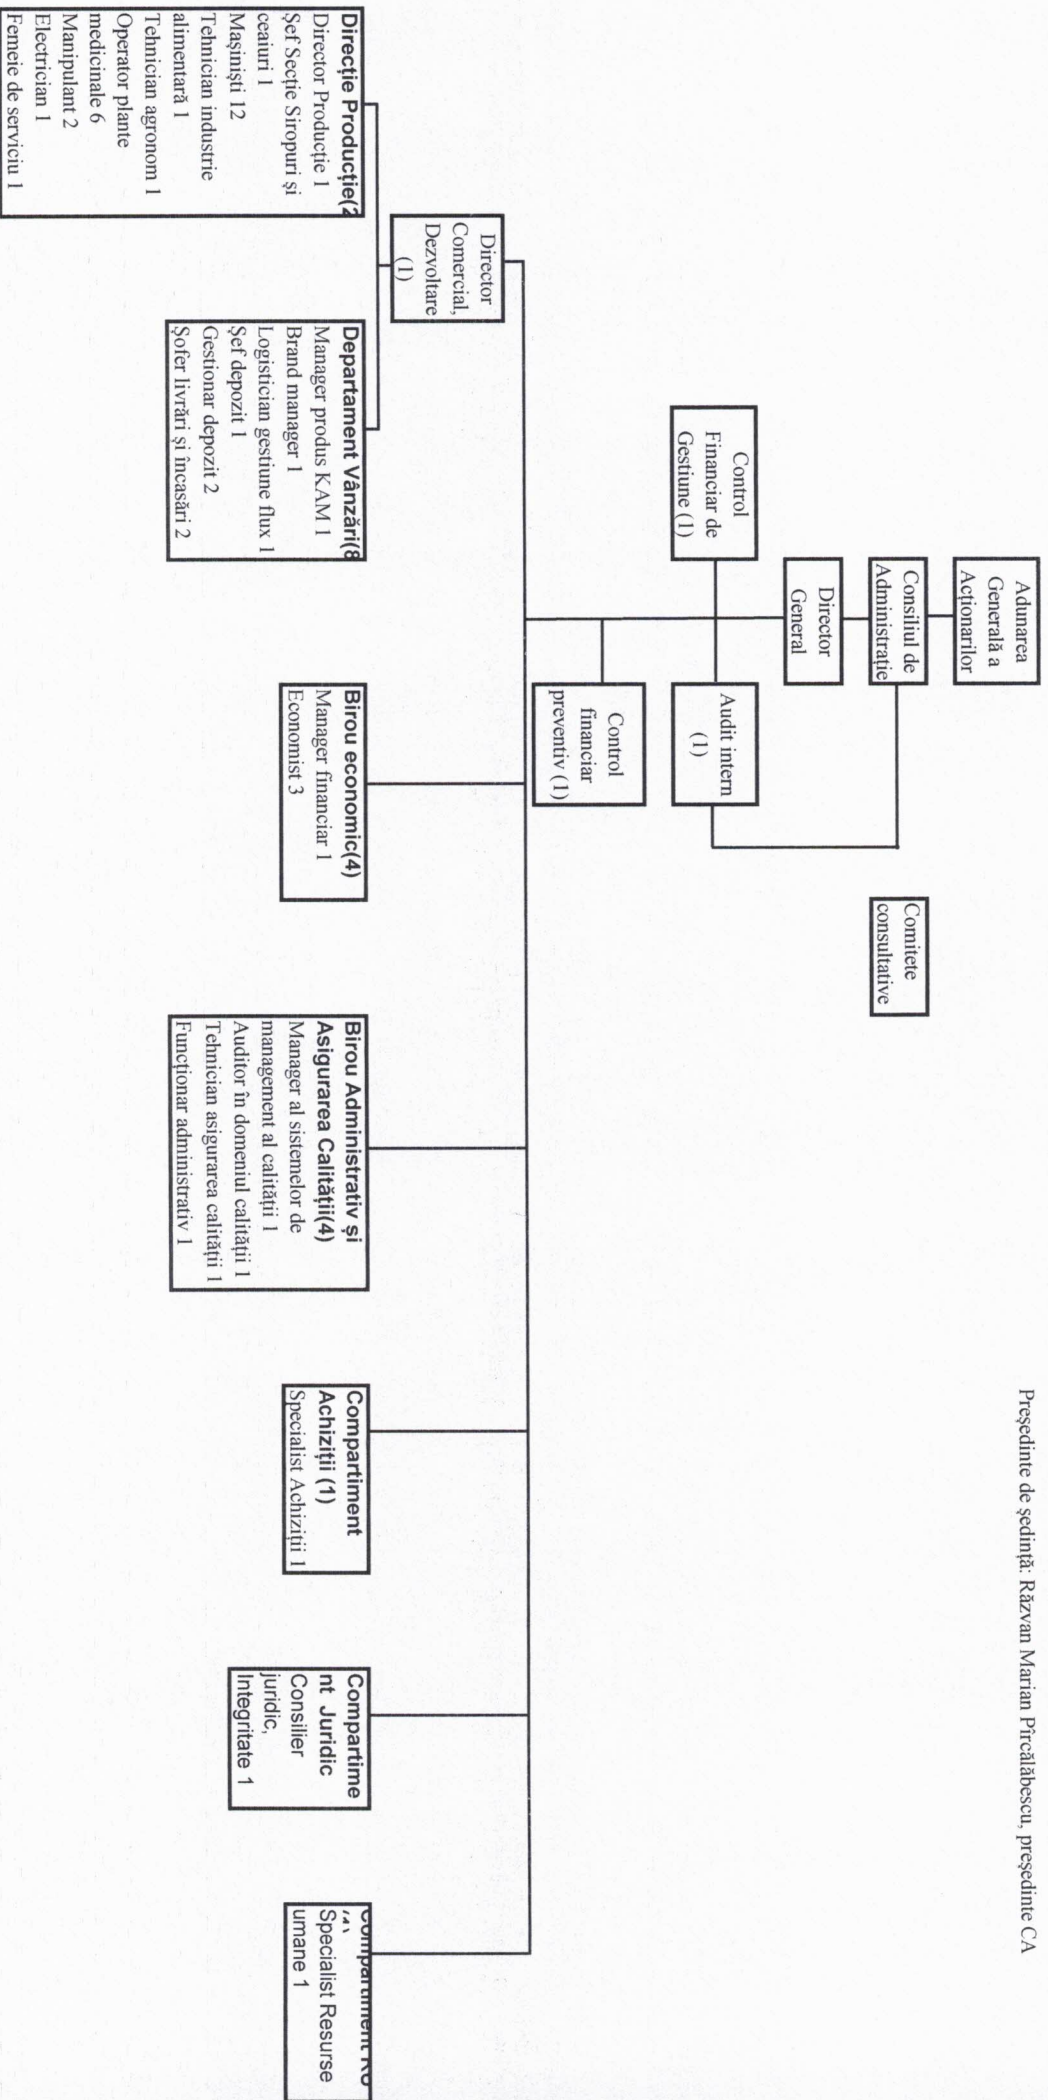 Președinte de ședință: Răzvan Marian Pîrcălăbescu, președinte CA
Adunarea
Generală a
Acționarilor
Consiliul de
Administrație
Comitete
consultative
Director
General
Control
Financiar de
Gestiune (1)
Audit intern
(1)
Control
financiar
preventiv (1)
Director
Comercial,
Dezvoltare
(1)
Direcție Producție(2
Director Producție 1
Șef Secție Siropuri și
ceaiuri 1
Mașiniști 12
Tehnician industrie
alimentară 1
Tehnician agronom 1
Operator plante
medicinale 6
Manipulant 2
Electrician 1
Femeie de serviciu 1
Departament Vânzări(8
Manager produs KAM 1
Brand manager 1
Logistician gestiune flux 1
Șef depozit 1
Gestionar depozit 2
Șofer livrări și încasări 2
Birou economic(4)
Manager financiar 1
Economist 3
Birou Administrativ și
Asigurarea Calității(4)
Manager al sistemelor de
management al calității 1
Auditor în domeniul calității 1
Tehnician asigurarea calității 1
Funcționar administrativ 1
Compartiment
Achiziții (1)
Specialist Achiziții 1
Compartime
nt Juridic
Consilier
juridic,
Integritate 1
Compartiment
Specialist Resurse
umane 1